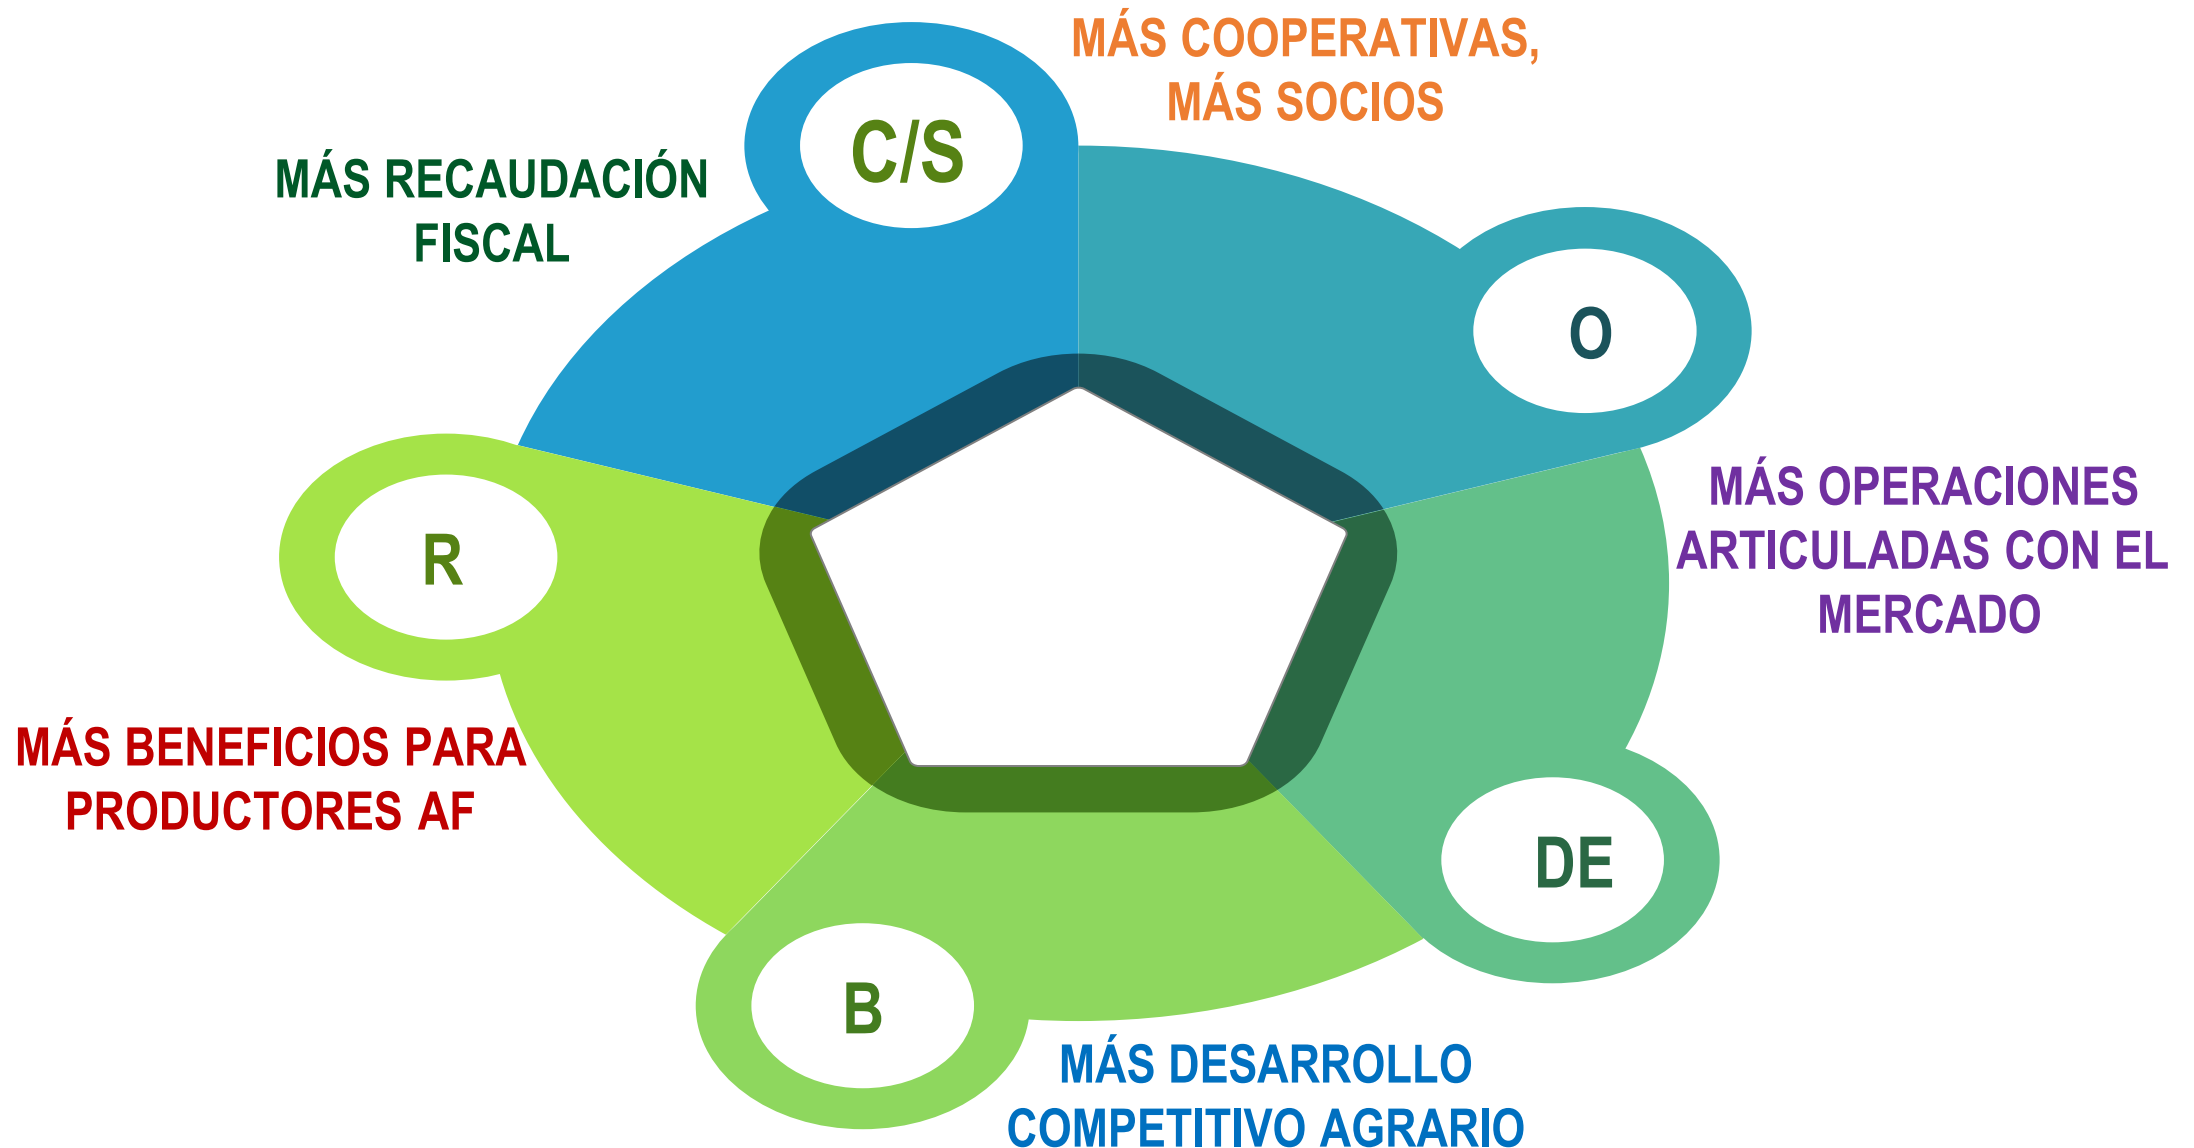 MÁS COOPERATIVAS,
MÁS SOCIOS
C/S
MÁS RECAUDACIÓN
FISCAL
O
MÁS OPERACIONES
ARTICULADAS CON EL
MERCADO
R
MÁS BENEFICIOS PARA
PRODUCTORES AF
DE
B
MÁS DESARROLLO
COMPETITIVO AGRARIO